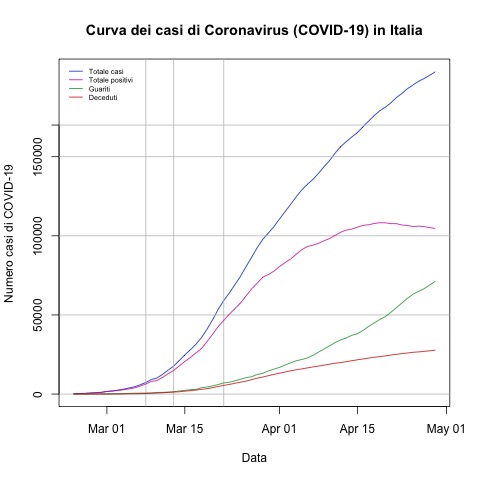 Curva dei casi di Coronavirus (COVID-19) in Italia
Totale casi
Totale positivi
Guariti
Deceduti
Numero casi di COVID-19
150000
100000
50000
0
Mar 01 Mar 15 Apr 01 Apr 15 May 01
Data